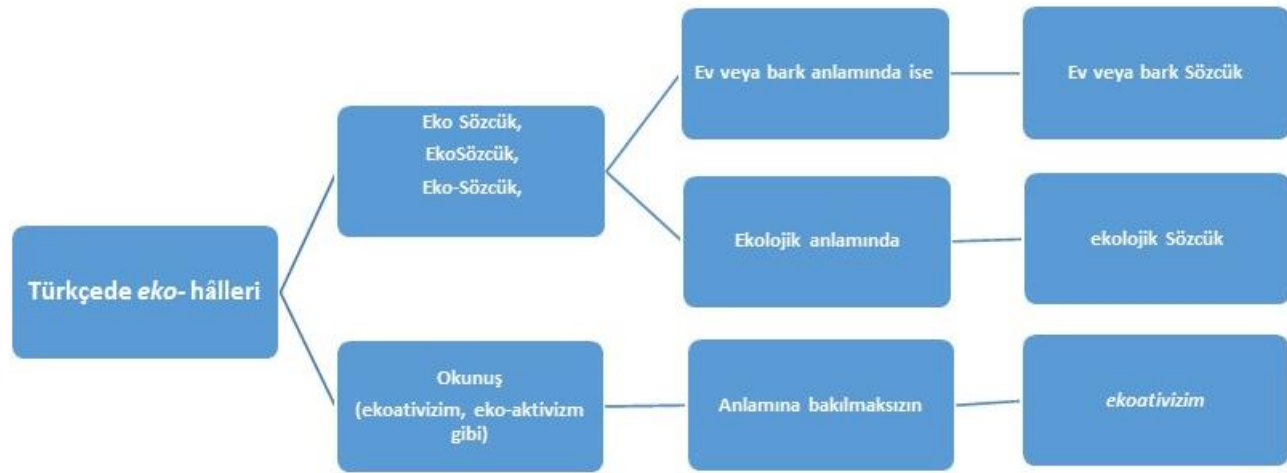 Türkçede eko- hâlleri
Eko Sözcük,
EkoSözcük,
Eko-Sözcük,
Ev veya bark anlamında ise
Ev veya bark Sözcük
Ekolojik anlamında
ekolojik Sözcük
Okunuş
(ekoativizim, eko-aktivizm
gibi)
Anlamına bakılmaksızın
ekoativizim